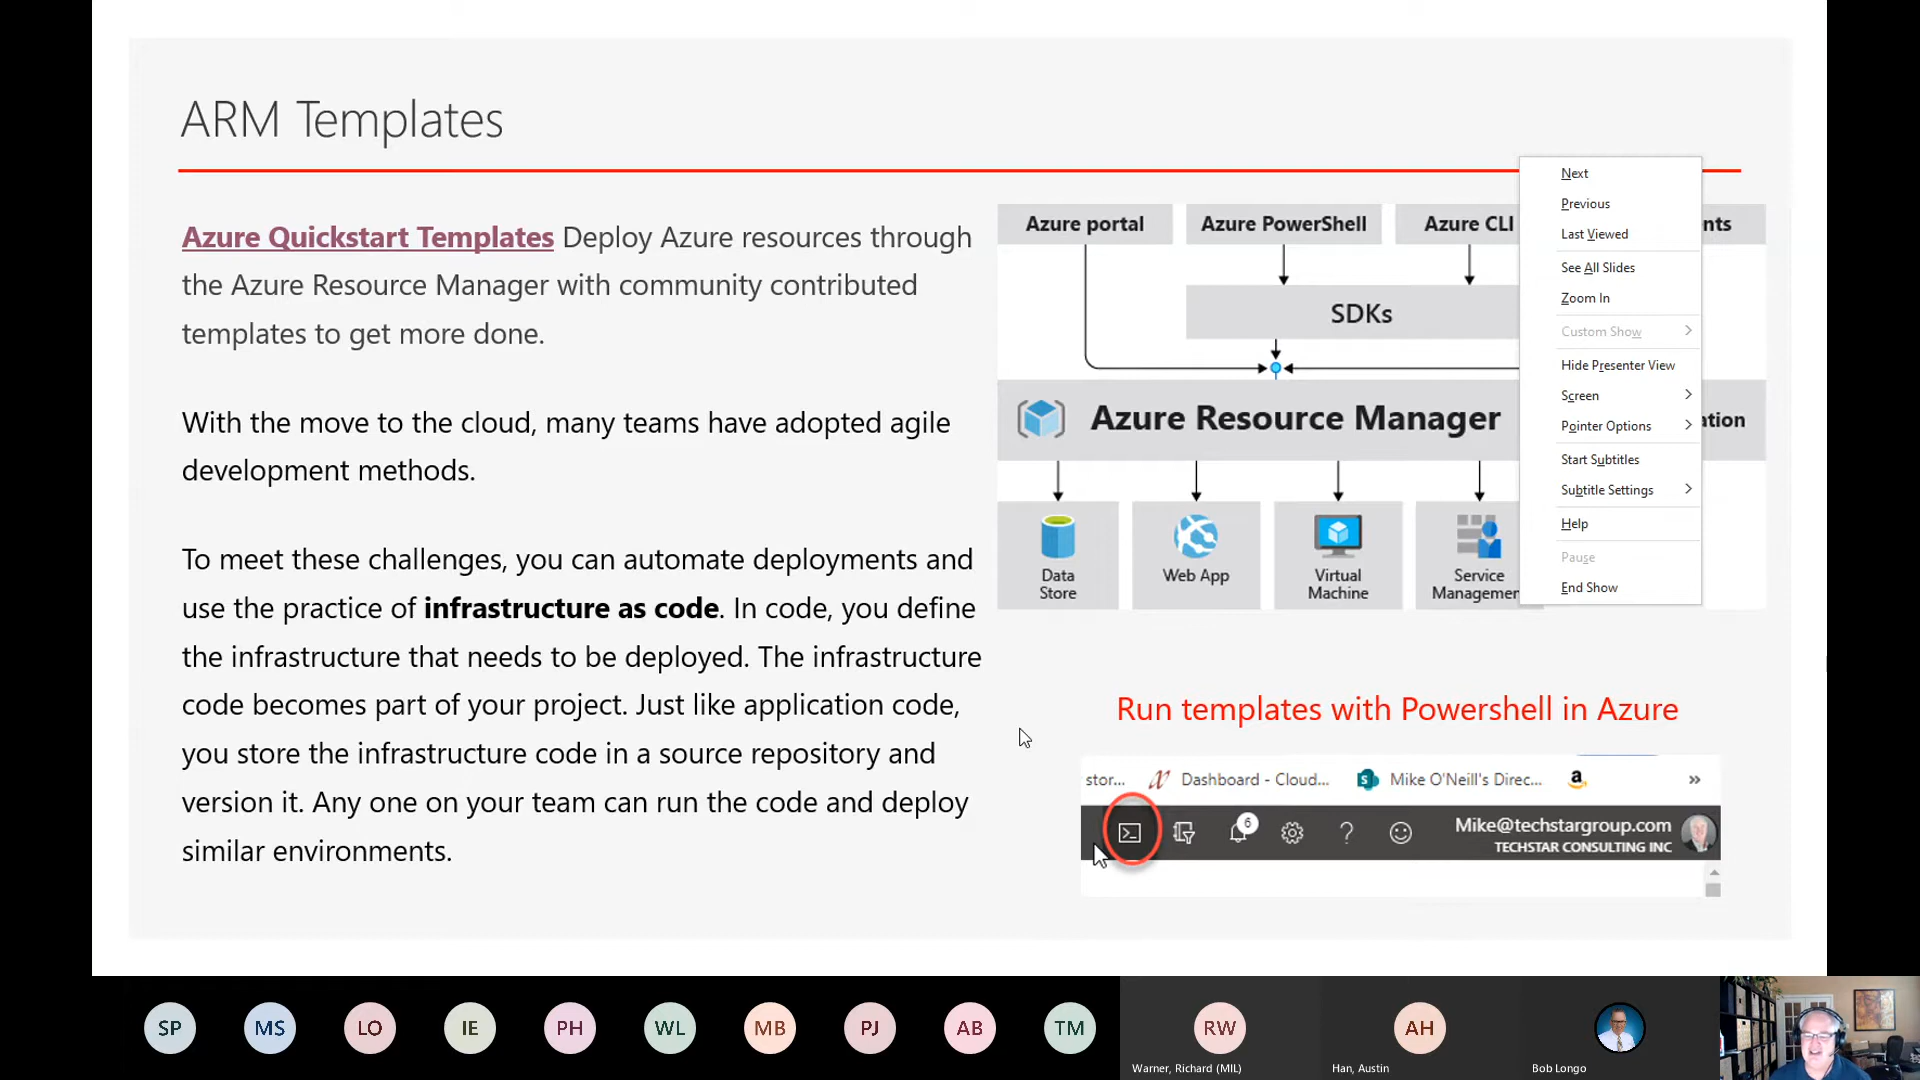 ARM Templates
Azure Quickstart Templates Deploy Azure resources through
the Azure Resource Manager with community contributed
templates to get more done.
With the move to the cloud, many teams have adopted agile
development methods.
To meet these challenges, you can automate deployments and
use the practice of infrastructure as code. In code, you define
the infrastructure that needs to be deployed. The infrastructure
code becomes part of your project. Just like application code,
you store the infrastructure code in a source repository and
version it. Any one on your team can run the code and deploy
similar environments.
Azure portal
Azure PowerShell
Azure CLI
nts
SDKs
Azure Resource Manager
ation
Data
Store
Web App
Virtual
Machine
Service
Managemen
Next
Previous
Last Viewed
See All Slides
Zoom In
Custom Show
Hide Presenter View
Screen
Pointer Options
Start Subtitles
Subtitle Settings
Help
Pause
End Show
Run templates with Powershell in Azure
stor...
Dashboard - Cloud...
Mike O'Neill's Direc...
6
Mike@techstargroup.com
TECHSTAR CONSULTING INC
SP
MS
LO
IE
PH
WL
MB
PJ
AB
TM
RW
AH
Warner, Richard (MIL)
Han, Austin
Bob Longo